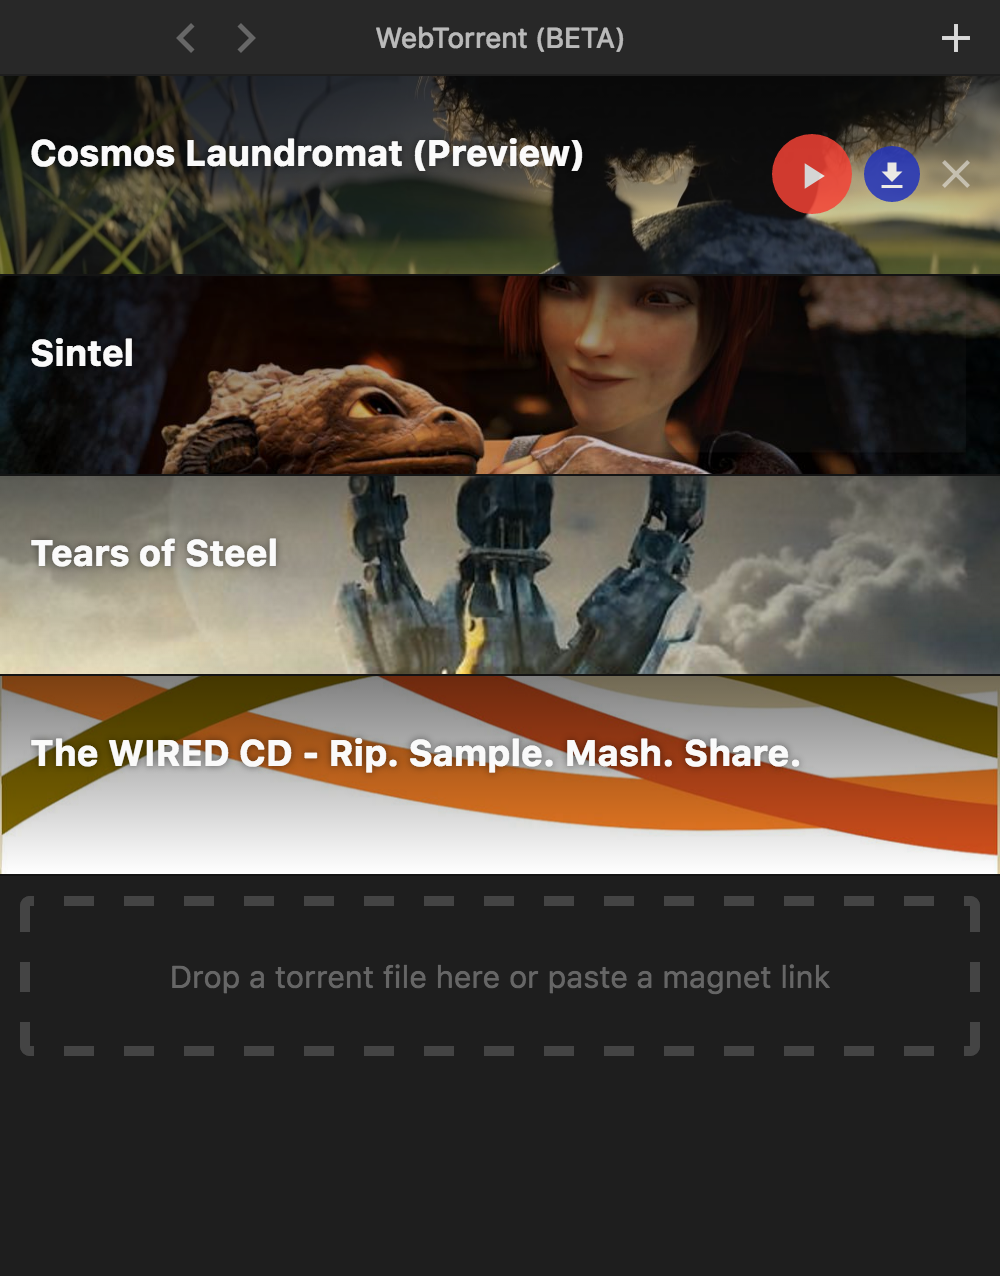 WebTorrent (BETA)
Cosmos Laundromat (Preview)
Sintel
Tears of Steel
The WIRED CD - Rip. Sample. Mash. Share.
Drop a torrent file here or paste a magnet link